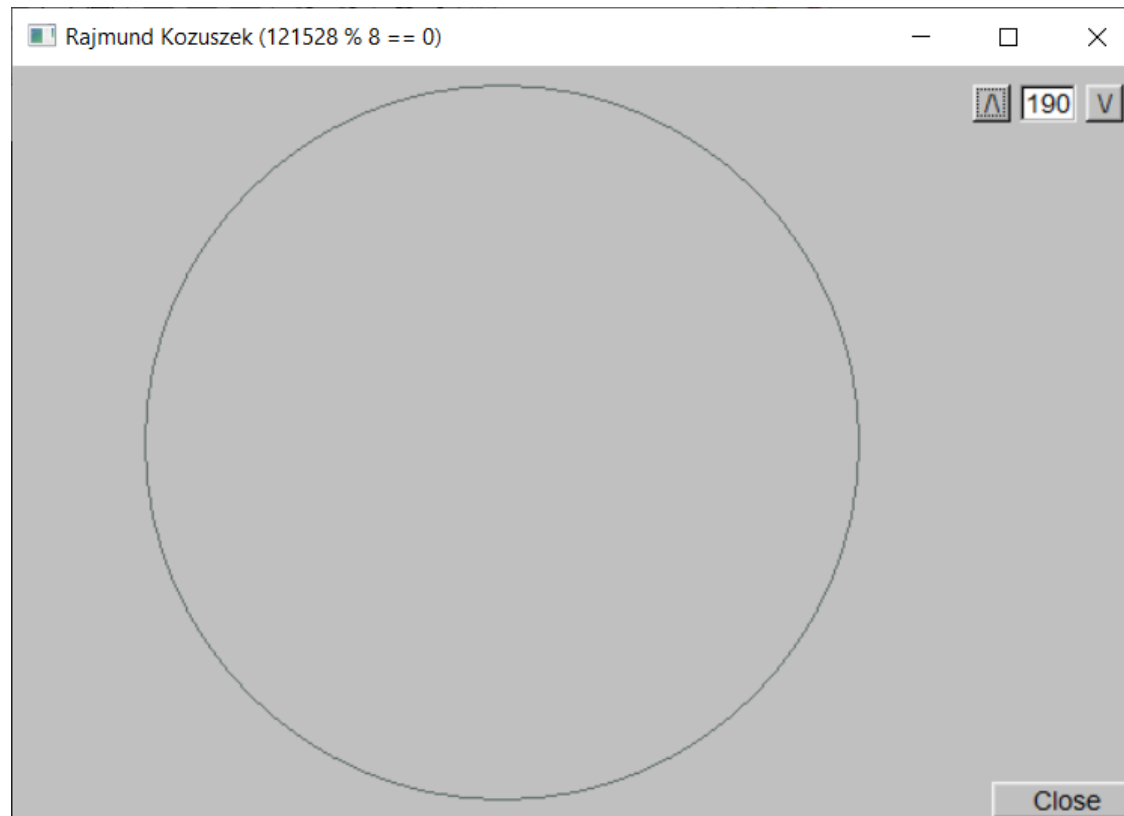 Rajmund Kozuszek (121528 % 8 == 0)
/\ 190 V
Close